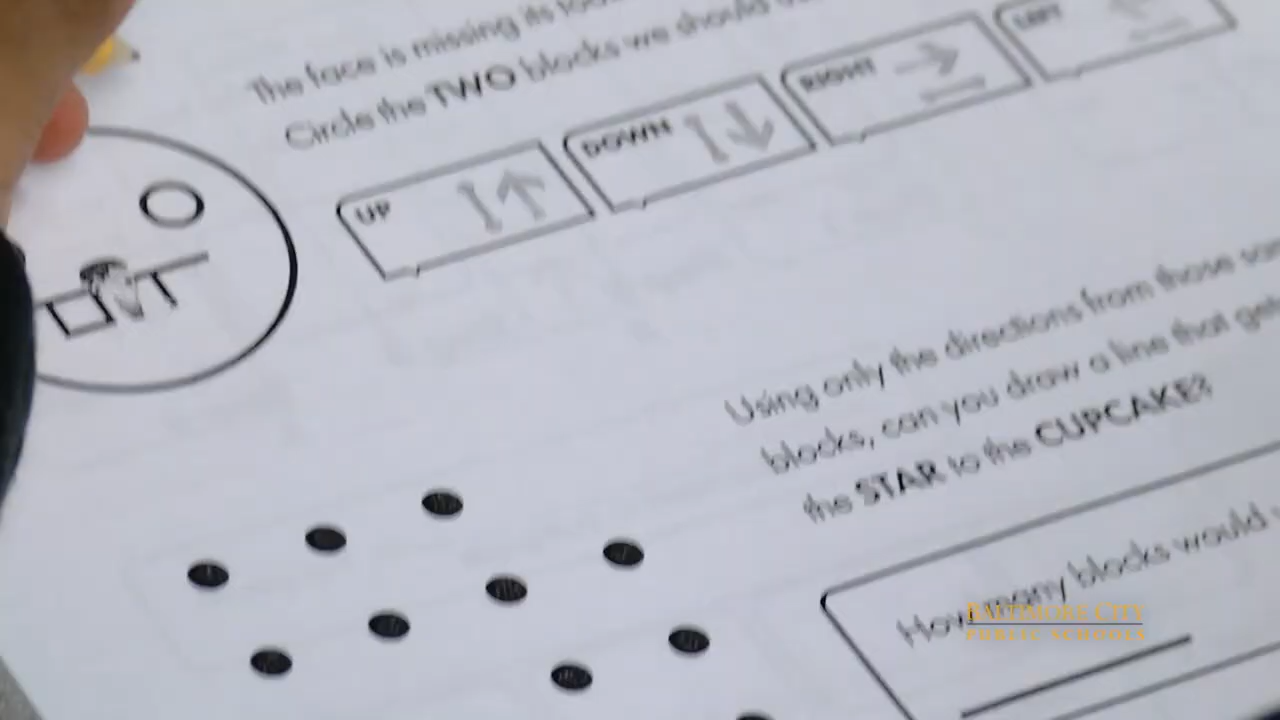 The face is missing its
Circle the TWO blocks we should
UP
DOWN
RIGHT
LEFT
Using only the directions from those
blocks, can you draw a line that
the STAR to the CUPCAKE?
How many blocks would
BALTIMORE CITY
PUBLIC SCHOOLS